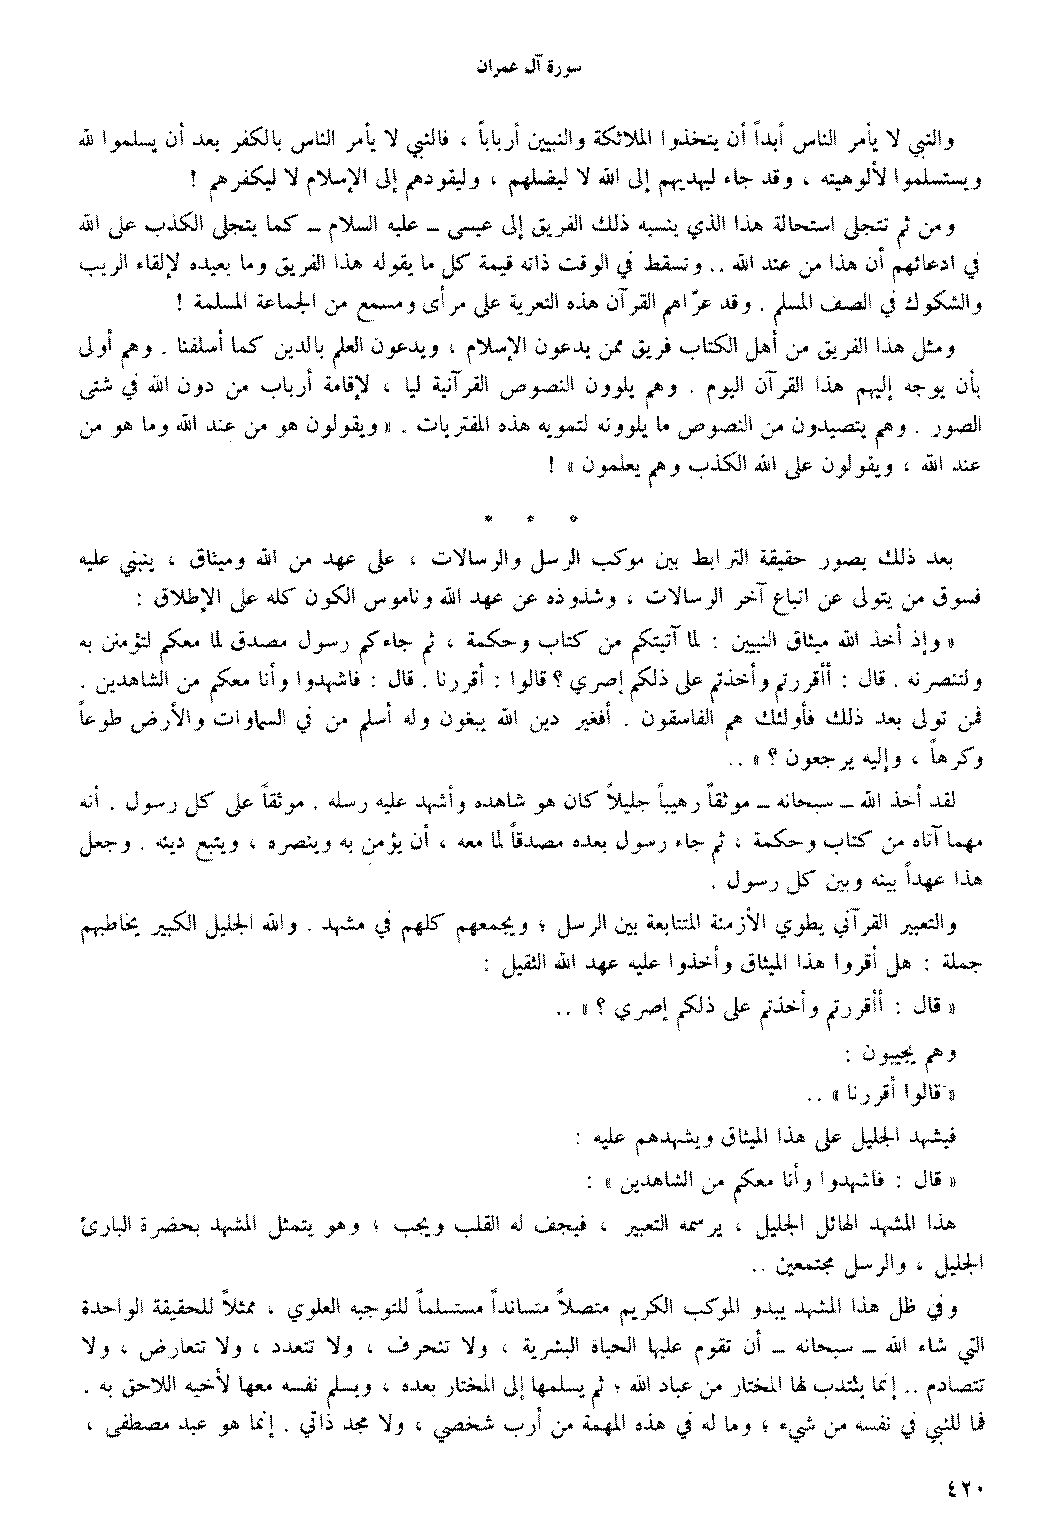 سورة آل عمران
والنبي لا يأمر الناس أبداً أن يتخذوا الملائكة والنبيين أرباباً ، فالنبي لا يأمر الناس بالكفر بعد أن يسلموا لله
ويستسلموا لألوهيته ، وقد جاء ليهديهم إلى الله لا ليضلهم ، وليقودهم إلى الإسلام لا ليكفرهم !
ومن ثم تتجلى استحالة هذا الذي ينسبه ذلك الفريق إلى عيسى – عليه السلام – كما يتجلى الكذب على الله
في ادعائهم أن هذا من عند الله .. وتسقط في الوقت ذاته قيمة كل ما يقوله هذا الفريق وما يعيده لإلقاء الريب
والشكوك في الصف المسلم . وقد عرّاهم القرآن هذه التعرية على مرأى ومسمع من الجماعة المسلمة !
ومثل هذا الفريق من أهل الكتاب فريق ممن يدعون الإسلام ، ويدعون العلم بالدين كما أسلفنا . وهم أولى
بأن يوجه إليهم هذا القرآن اليوم . وهم يلوون النصوص القرآنية ليا ، لإقامة أرباب من دون الله في شتى
الصور . وهم يتصيدون من النصوص ما يلوونه لتمويه هذه المفتريات . « ويقولون هو من عند الله وما هو من
عند الله ، ويقولون على الله الكذب وهم يعلمون » !
* * *
بعد ذلك يصور حقيقة الترابط بين موكب الرسل والرسالات ، على عهد من الله وميثاق ، ينبني عليه
فسوق من يتولى عن اتباع آخر الرسالات ، وشذوذه عن عهد الله وناموس الكون كله على الإطلاق :
« وإذ أخذ الله ميثاق النبيين : لما آتيتكم من كتاب وحكمة ، ثم جاءكم رسول مصدق لما معكم لتؤمنن به
ولتنصرنه . قال : أأقررتم وأخذتم على ذلكم إصري ؟ قالوا : أقررنا . قال : فاشهدوا وأنا معكم من الشاهدين .
فمن تولى بعد ذلك فأولئك هم الفاسقون . أفغير دين الله يبغون وله أسلم من في السماوات والأرض طوعاً
وكرهاً ، وإليه يرجعون ؟ » ..
لقد أخذ الله – سبحانه – موثقاً رهيباً جليلاً كان هو شاهده وأشهد عليه رسله . موثقاً على كل رسول . أنه
مهما آتاه من كتاب وحكمة ، ثم جاء رسول بعده مصدقاً لما معه ، أن يؤمن به وينصره ، ويتبع دينه . وجعل
هذا عهداً بينه وبين كل رسول .
والتعبير القرآني يطوي الأزمنة المتتابعة بين الرسل ؛ ويجمعهم كلهم في مشهد . والله الجليل الكبير يخاطبهم
جملة : هل أقروا هذا الميثاق وأخذوا عليه عهد الله الثقيل :
« قال : أأقررتم وأخذتم على ذلكم إصري ؟ » ..
وهم يجيبون :
« قالوا أقررنا » ..
فيشهد الجليل على هذا الميثاق ويشهدهم عليه :
« قال : فاشهدوا وأنا معكم من الشاهدين » :
هذا المشهد الهائل الجليل ، يرسمه التعبير ، فيجف له القلب ويجب ؛ وهو يتمثل المشهد بحضرة البارئ
الجليل ، والرسل مجتمعين ..
وفي ظل هذا المشهد يبدو الموكب الكريم متصلاً متسانداً مستسلماً للتوجيه العلوي ، ممثلاً للحقيقة الواحدة
التي شاء الله – سبحانه – أن تقوم عليها الحياة البشرية ، ولا تنحرف ، ولا تتعدد ، ولا تتعارض ، ولا
تتصادم .. إنما ينتدب لها المختار من عباد الله ؛ ثم يسلمها إلى المختار بعده ، ويسلم نفسه معها لأخيه اللاحق به .
فما للنبي في نفسه من شيء ؛ وما له في هذه المهمة من أرب شخصي ، ولا مجد ذاتي . إنما هو عبد مصطفى ،
٤٢٠